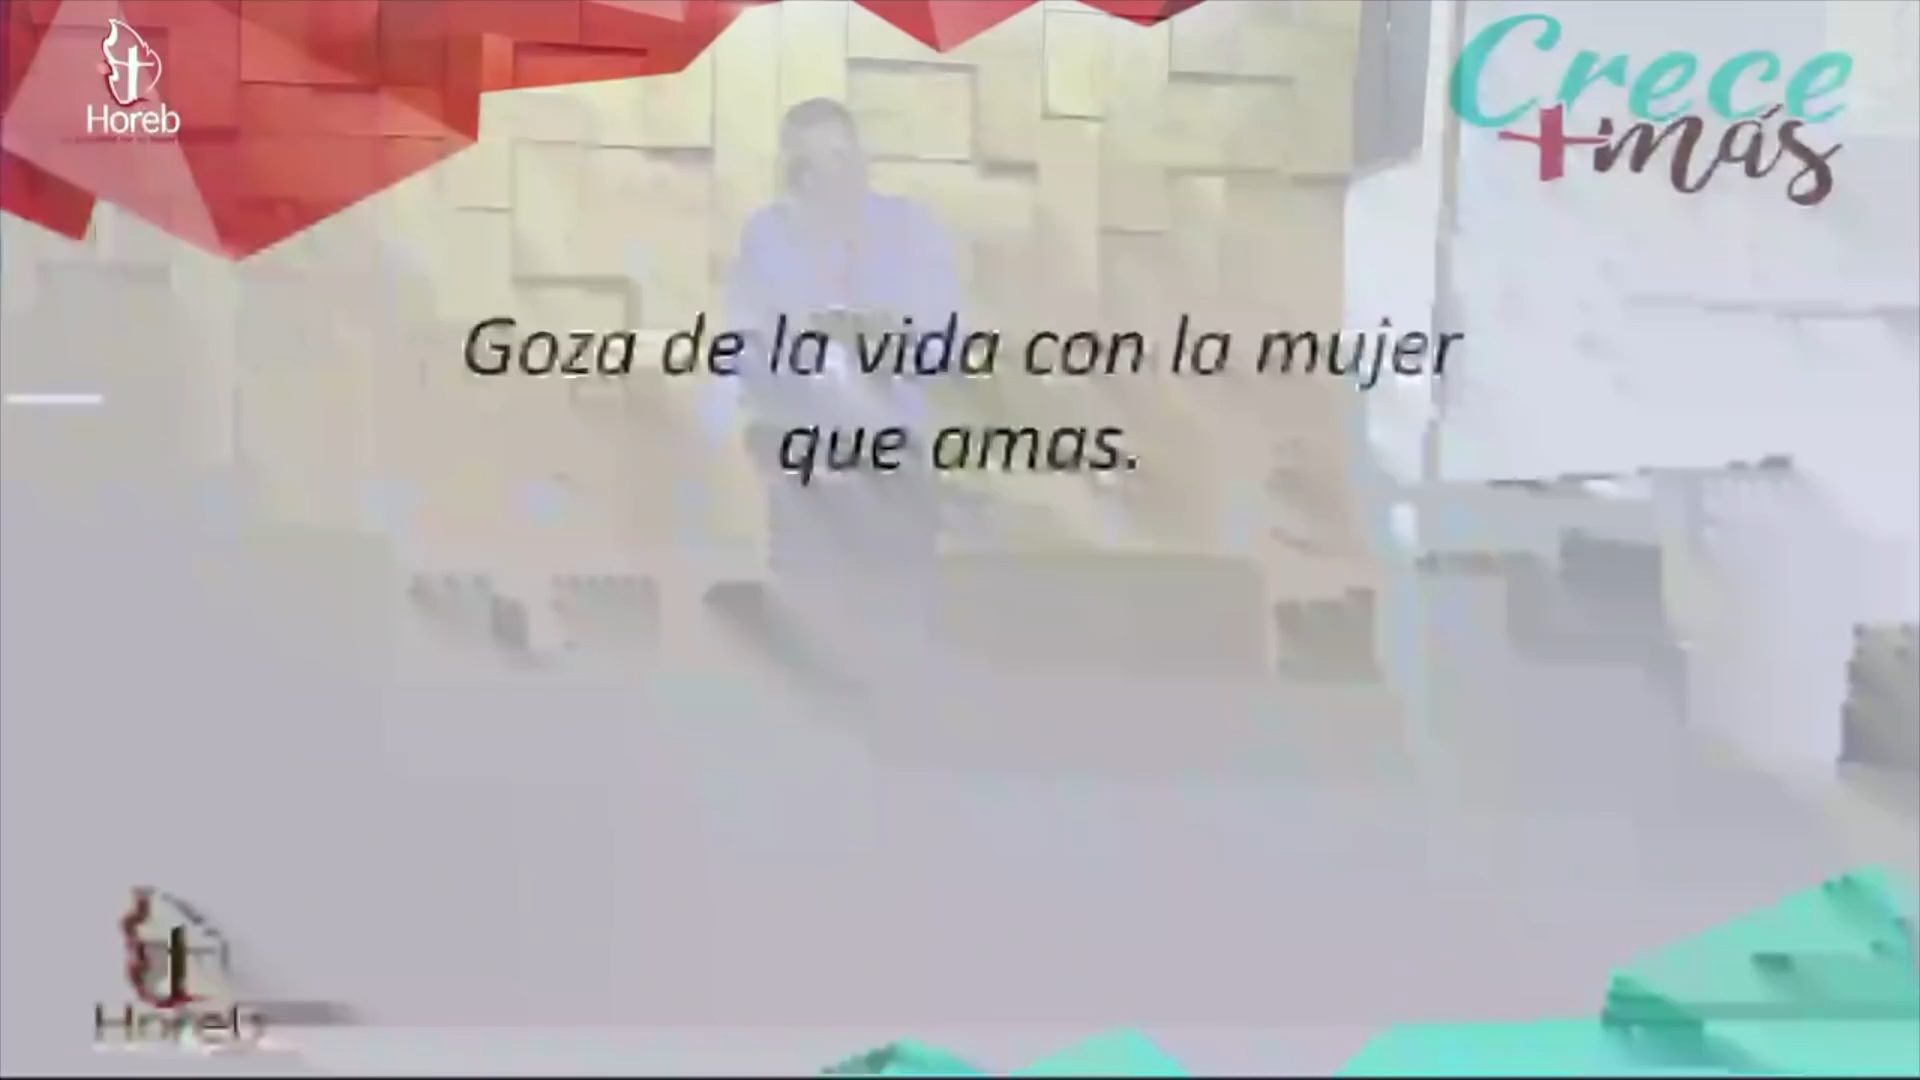 Horeb
Crece
+más
Goza de la vida con la mujer
que amas.
Horeb